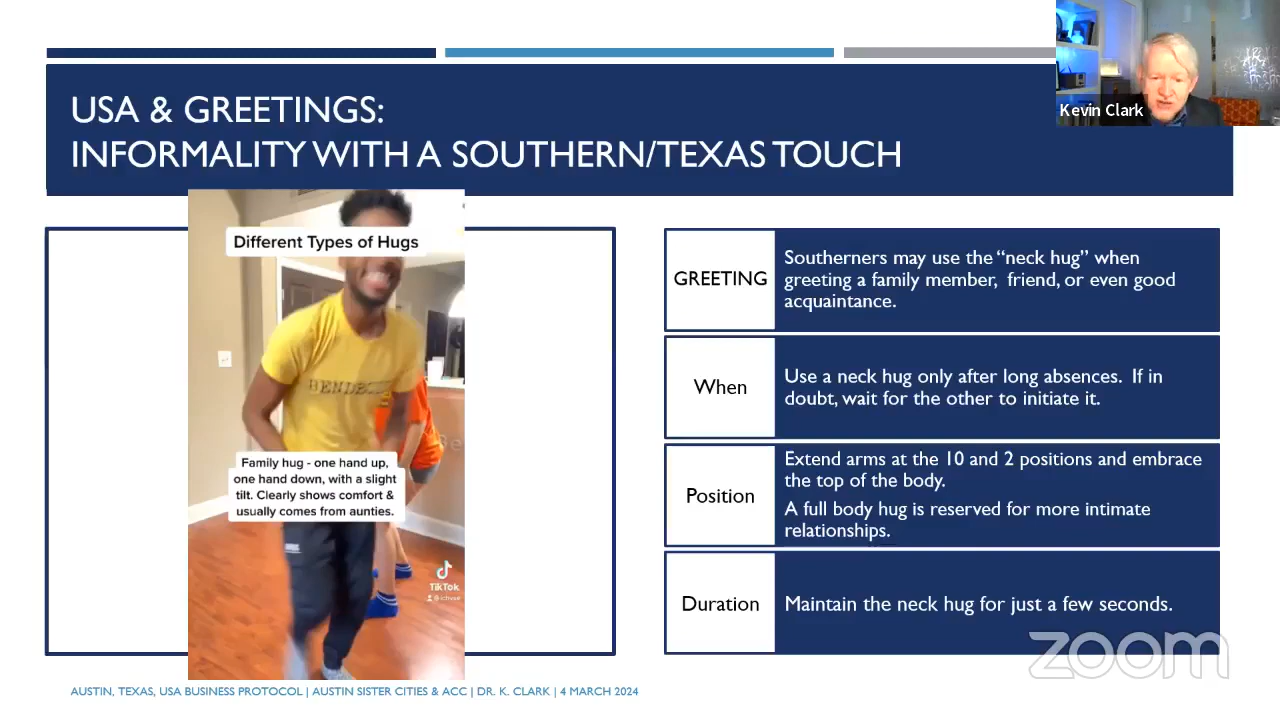 USA & GREETINGS:
INFORMALITY WITH A SOUTHERN/TEXAS TOUCH
Kevin Clark
Different Types of Hugs
Family hug - one hand up,
one hand down, with a slight
tilt. Clearly shows comfort &
usually comes from aunties.
TikTok
GREETING
Southerners may use the “neck hug” when
greeting a family member, friend, or even good
acquaintance.
When
Use a neck hug only after long absences. If in
doubt, wait for the other to initiate it.
Position
Extend arms at the 10 and 2 positions and embrace
the top of the body.
A full body hug is reserved for more intimate
relationships.
Duration
Maintain the neck hug for just a few seconds.
zoom
AUSTIN, TEXAS, USA BUSINESS PROTOCOL | AUSTIN SISTER CITIES & ACC | DR. K. CLARK | 4 MARCH 2024